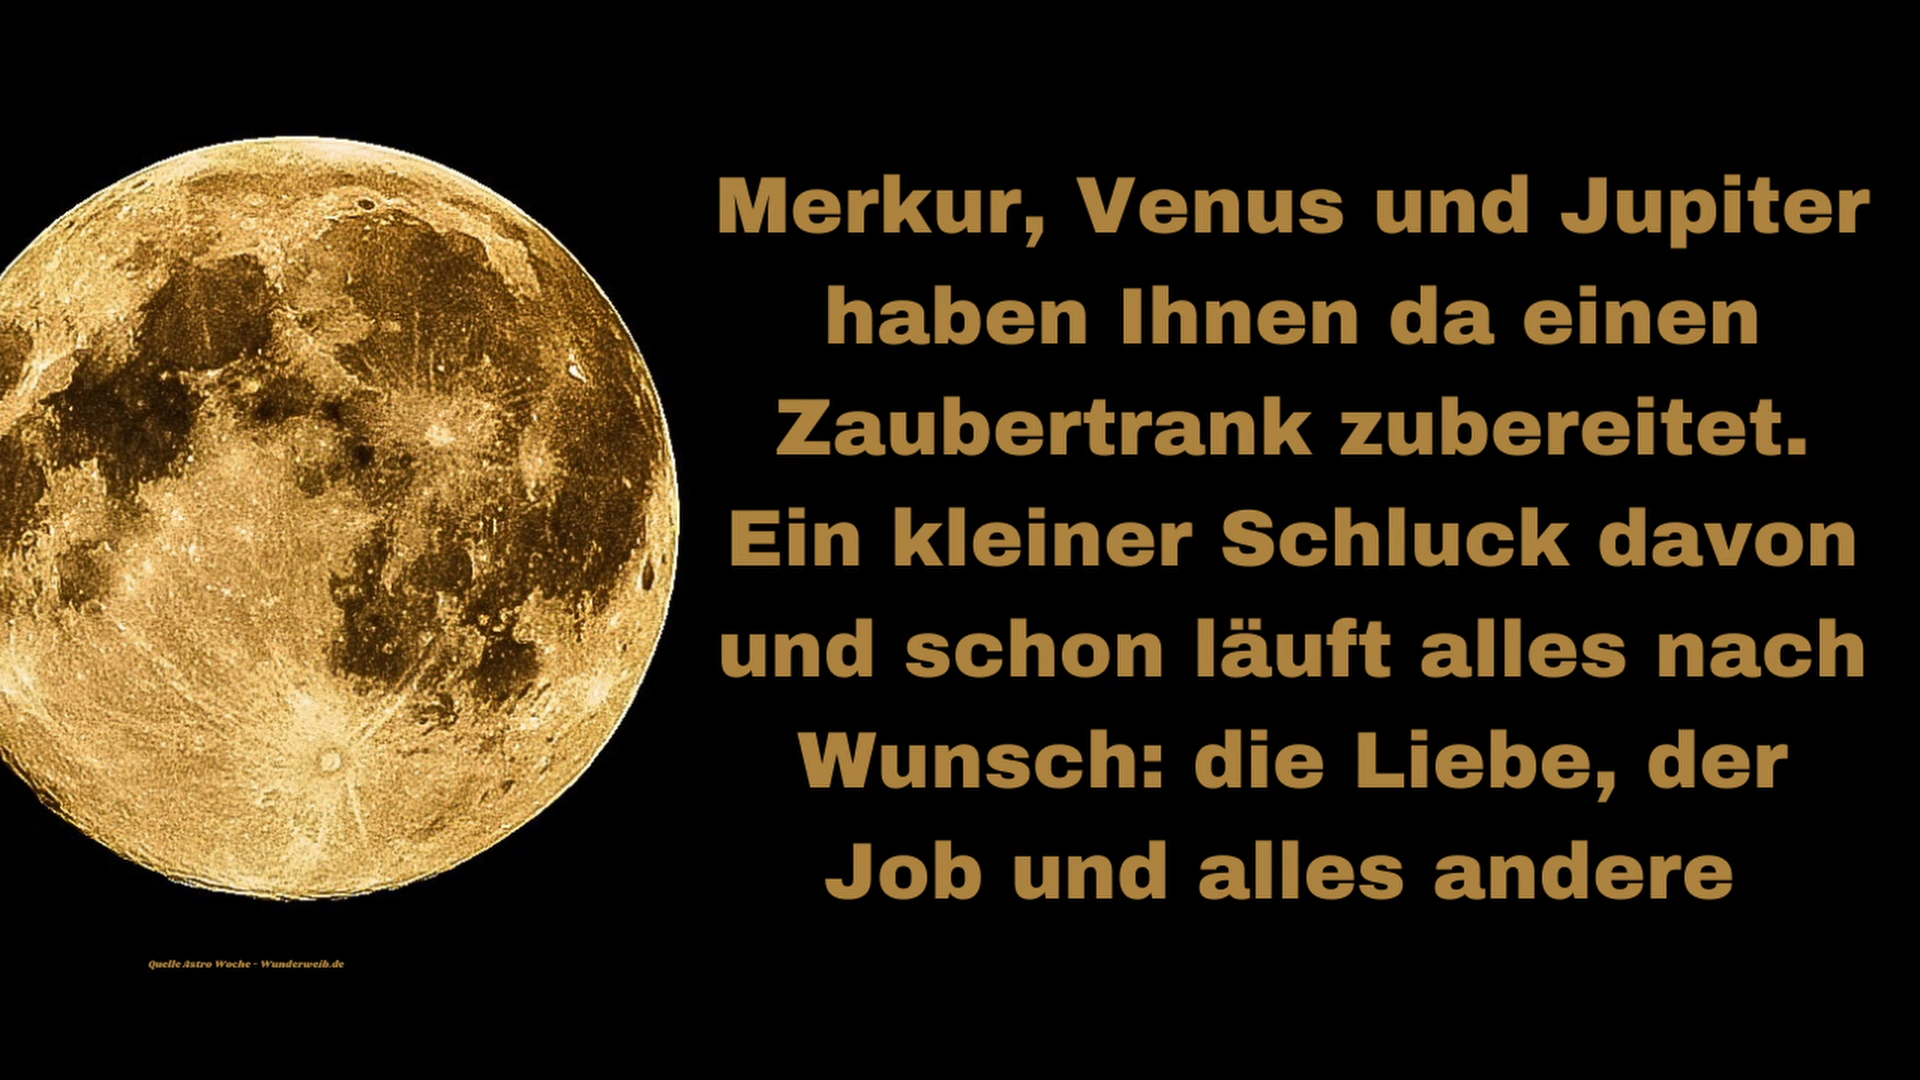 Merkur, Venus und Jupiter
haben Ihnen da einen
Zaubertrank zubereitet.
Ein kleiner Schluck davon
und schon läuft alles nach
Wunsch: die Liebe, der
Job und alles andere
Quelle Astro Woche - Wunderweib.de